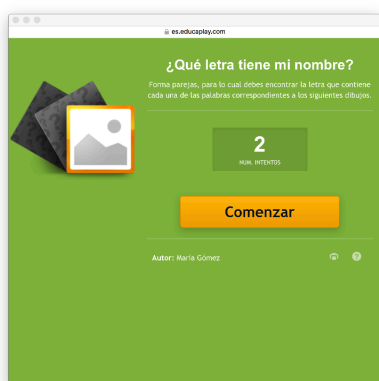 es.educaplay.com
¿Qué letra tiene mi nombre?
Forma parejas, para lo cual debes encontrar la letra que contiene
cada una de las palabras correspondientes a los siguientes dibujos.
2
NUM. INTENTOS
Comenzar
Autor: María Gómez
?